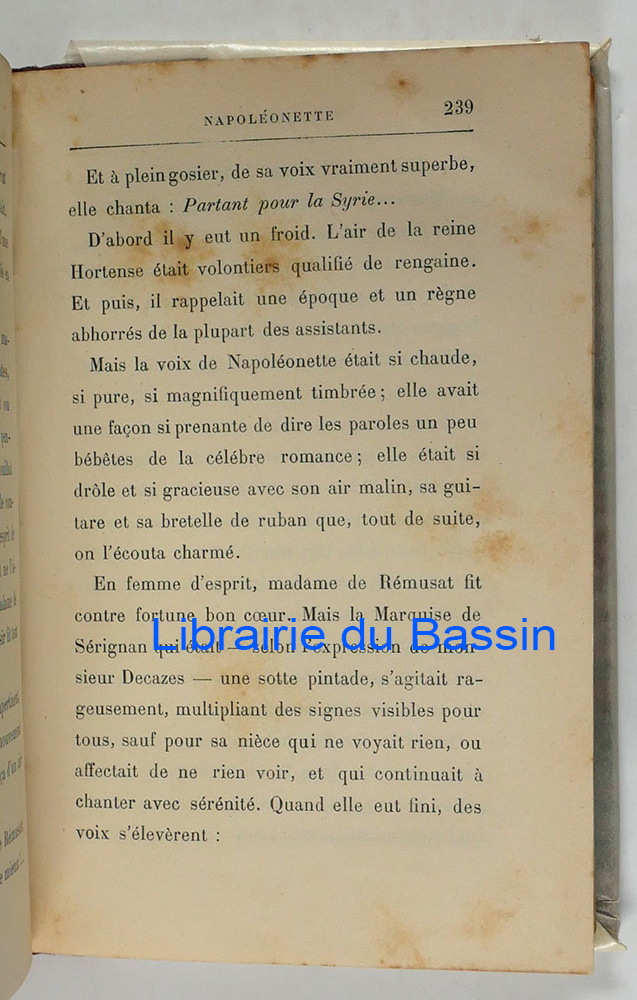 NAPOLÉONETTE 239
Et à plein gosier, de sa voix vraiment superbe,
elle chanta : Partant pour la Syrie...
D'abord il y eut un froid. L'air de la reine
Hortense était volontiers qualifié de rengaine.
Et puis, il rappelait une époque et un règne
abhorrés de la plupart des assistants.
Mais la voix de Napoléonette était si chaude,
si pure, si magnifiquement timbrée ; elle avait
une façon si prenante de dire les paroles un peu
bébêtes de la célébre romance ; elle était si
drôle et si gracieuse avec son air malin, sa gui-
tare et sa bretelle de ruban que, tout de suite,
on l'écouta charmé.
En femme d'esprit, madame de Rémusat fit
contre fortune bon cœur. Mais la Marquise de
Librairie du Bassin
Sérignan qui était — selon l'expression de mon-
sieur Decazes — une sotte pintade, s'agitait ra-
geusement, multipliant des signes visibles pour
tous, sauf pour sa nièce qui ne voyait rien, ou
affectait de ne rien voir, et qui continuait à
chanter avec sérénité. Quand elle eut fini, des
voix s'élevèrent :